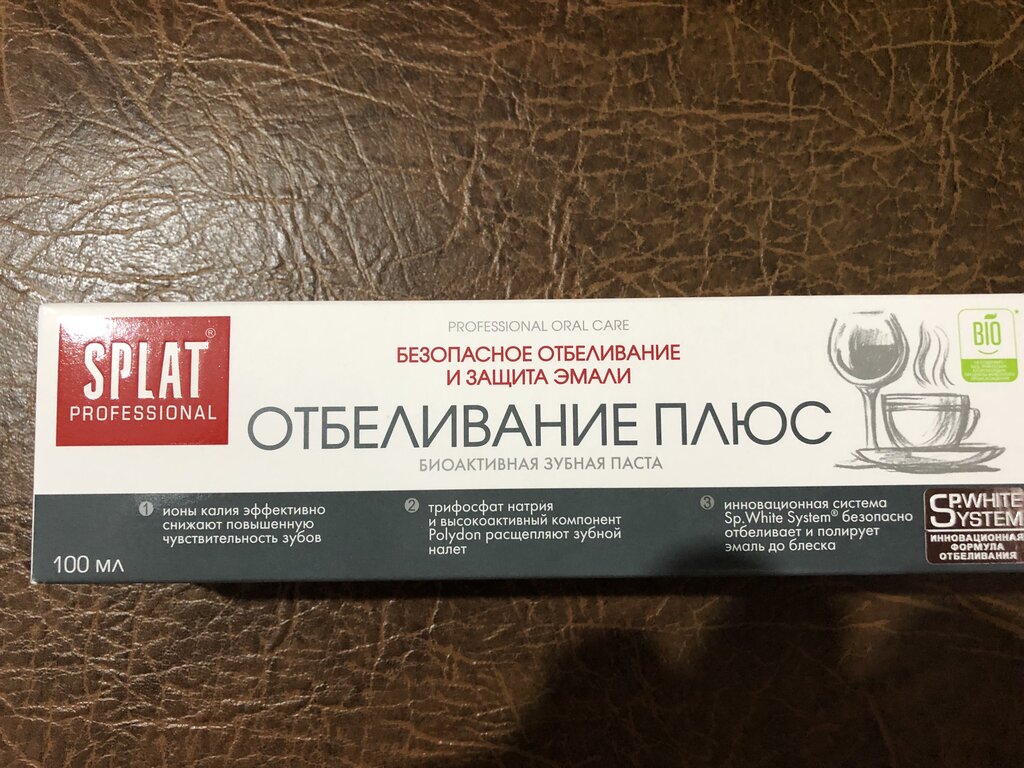 SPLAT®
PROFESSIONAL
PROFESSIONAL ORAL CARE
БЕЗОПАСНОЕ ОТБЕЛИВАНИЕ
И ЗАЩИТА ЭМАЛИ
ОТБЕЛИВАНИЕ ПЛЮС
БИОАКТИВНАЯ ЗУБНАЯ ПАСТА
BIO*
1 ионы калия эффективно
снижают повышенную
чувствительность зубов
2 трифосфат натрия
и высокоактивный компонент
Polydon расщепляют зубной
налет
3 инновационная система
Sp.White System® безопасно
отбеливает и полирует
эмаль до блеска
SP.WHITE
SYSTEM
ИННОВАЦИОННАЯ
ФОРМУЛА
ОТБЕЛИВАНИЯ
100 мл